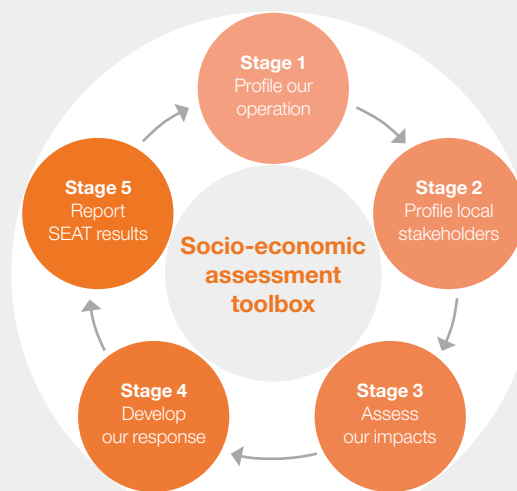 Stage 1
Profile our
operation
Stage 2
Profile local
stakeholders
Stage 3
Assess
our impacts
Stage 4
Develop
our response
Stage 5
Report
SEAT results
Socio-economic
assessment
toolbox